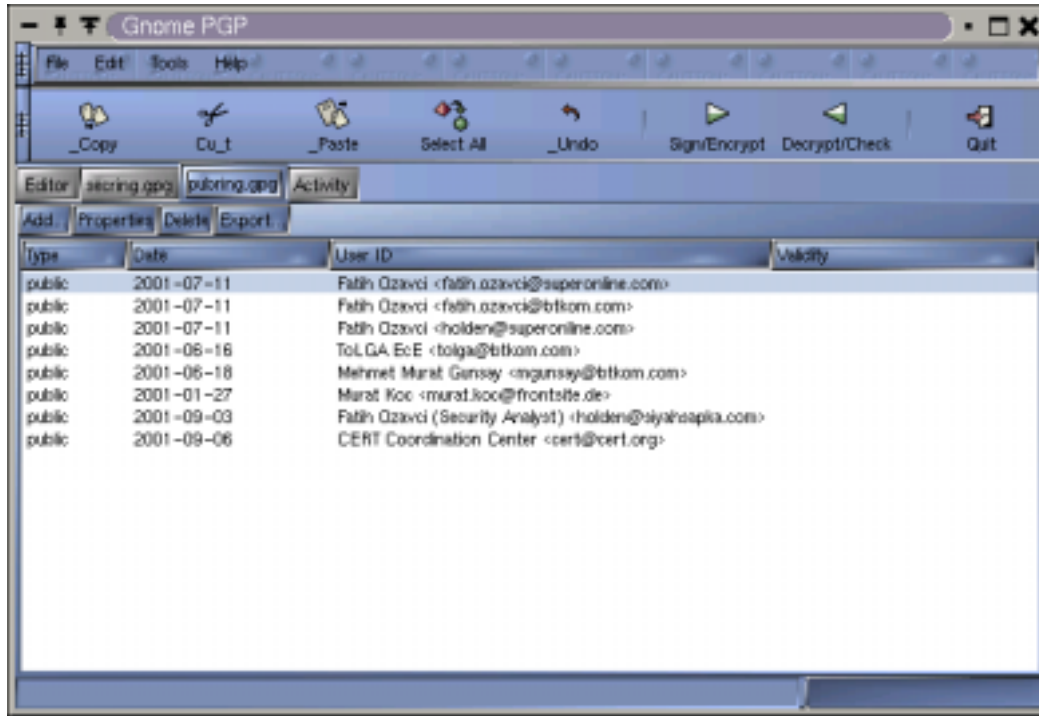 Gnome PGP
File Edit Tools Help
_Copy Cu_t _Paste Select All _Undo Sign/Encrypt Decrypt/Check Quit
Editor secring.gpg pubring.gpg Activity
Add.. Properties Delete Export..
Type Date User ID Validity
public 2001-07-11 Fatih Ozavci <fatih.ozavci@superonline.com>
public 2001-07-11 Fatih Ozavci <fatih.ozavci@btkom.com>
public 2001-07-11 Fatih Ozavci <holden@superonline.com>
public 2001-06-16 ToLGA EcE <tolga@btkom.com>
public 2001-06-18 Mehmet Murat Gunsay <mgunsay@btkom.com>
public 2001-01-27 Murat Koc <murat.koc@frontsite.de>
public 2001-09-03 Fatih Ozavci (Security Analyst) <holden@siyahsapka.com>
public 2001-09-06 CERT Coordination Center <cert@cert.org>